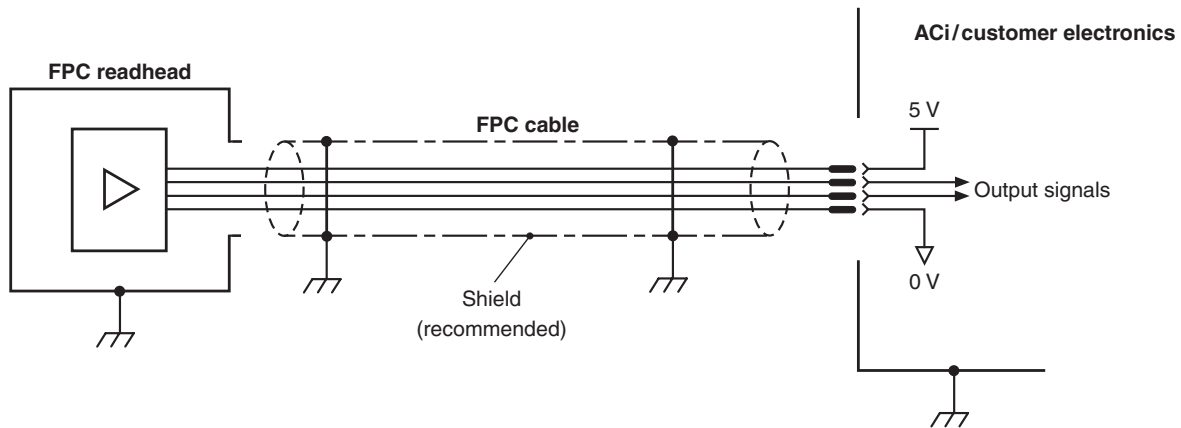 ACi/customer electronics
FPC readhead
5 V
FPC cable
Output signals
0 V
Shield
(recommended)